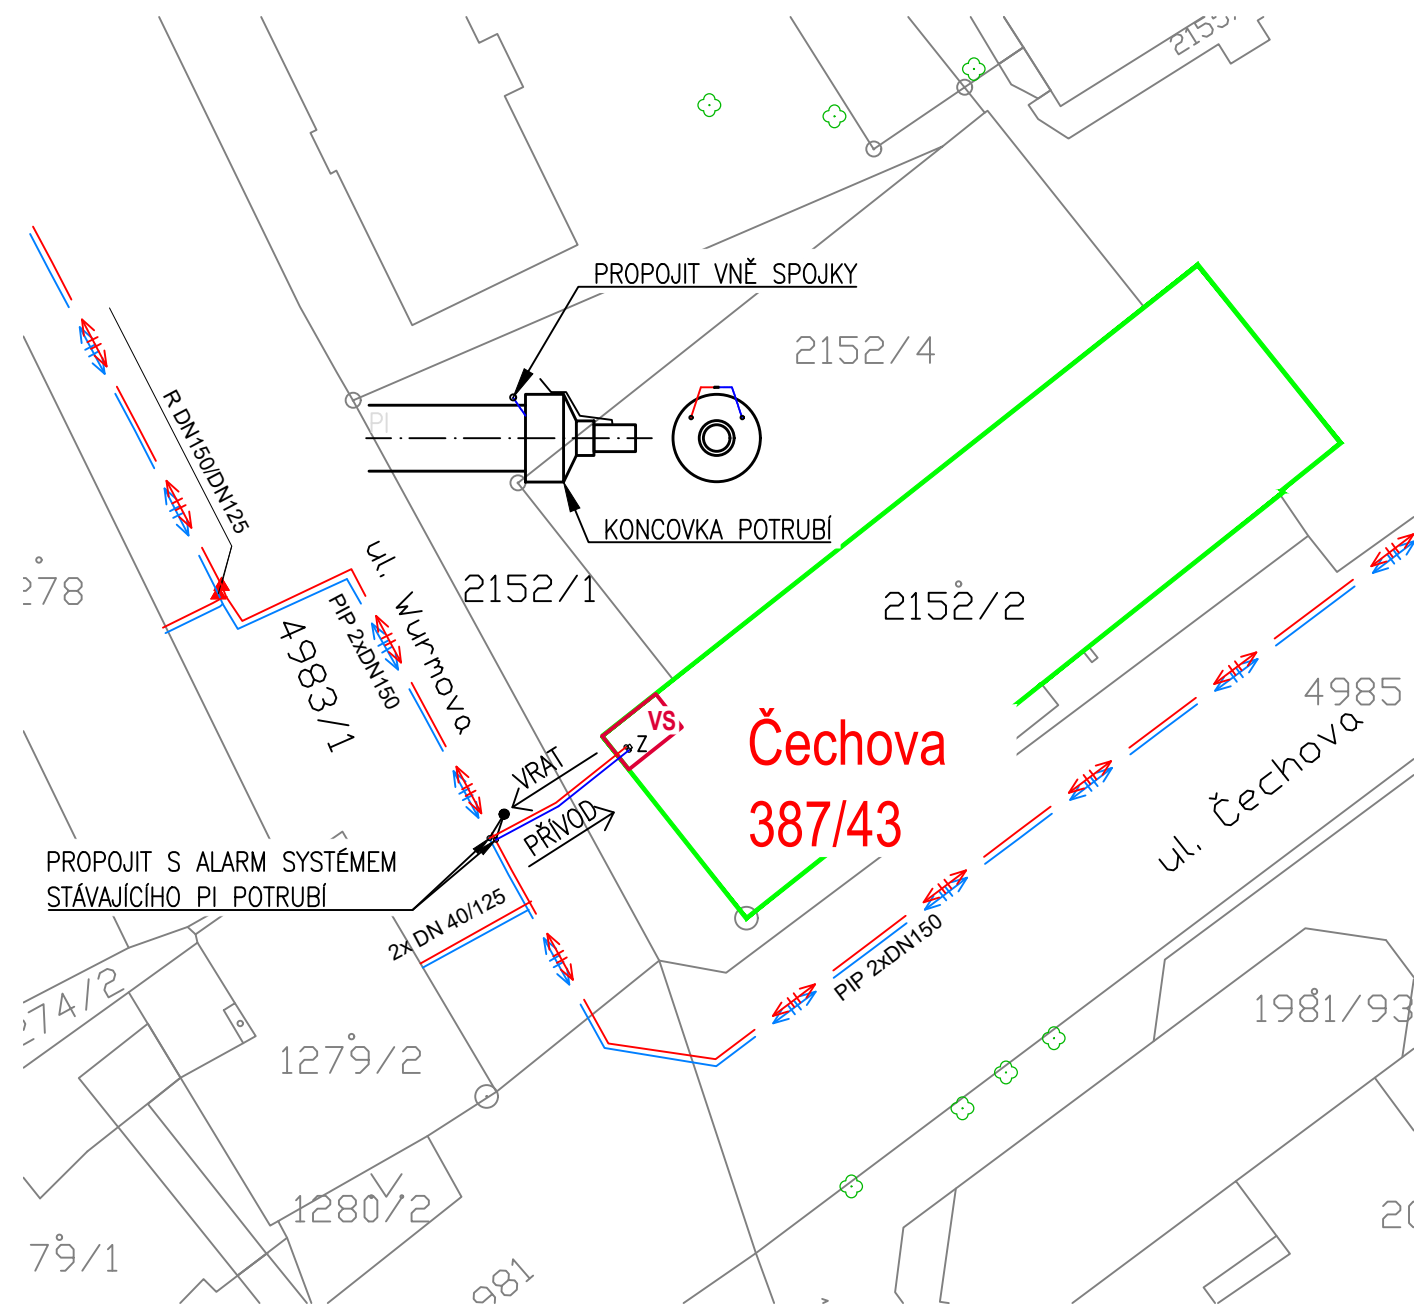 PROPOJIT VNĚ SPOJKY
2152/4
R DN150/DN125
PI
KONCOVKA POTRUBÍ
278
2152/1
2152/2
ul. Wurmova
PIP 2xDN150
4983/1
4985
VS
Z
Čechova
387/43
ul. Čechova
VRAT
PŘÍVOD
PROPOJIT S ALARM SYSTÉMEM
STÁVAJÍCÍHO PI POTRUBÍ
2x DN 40/125
PIP 2xDN150
274/2
1981/93
1279/2
1280/2
79/1
981
20